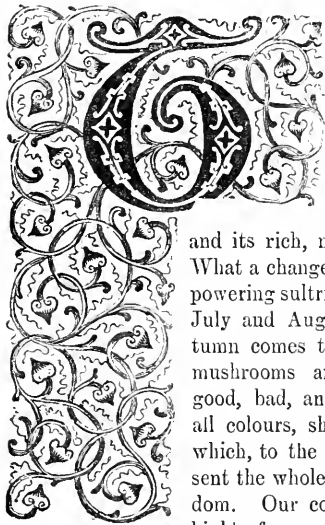 G
and its rich,
What a change
powering sultri
July and Aug
tumn comes t
mushrooms a
good, bad, an
all colours, sh
which, to the
sent the whole
dom. Our co